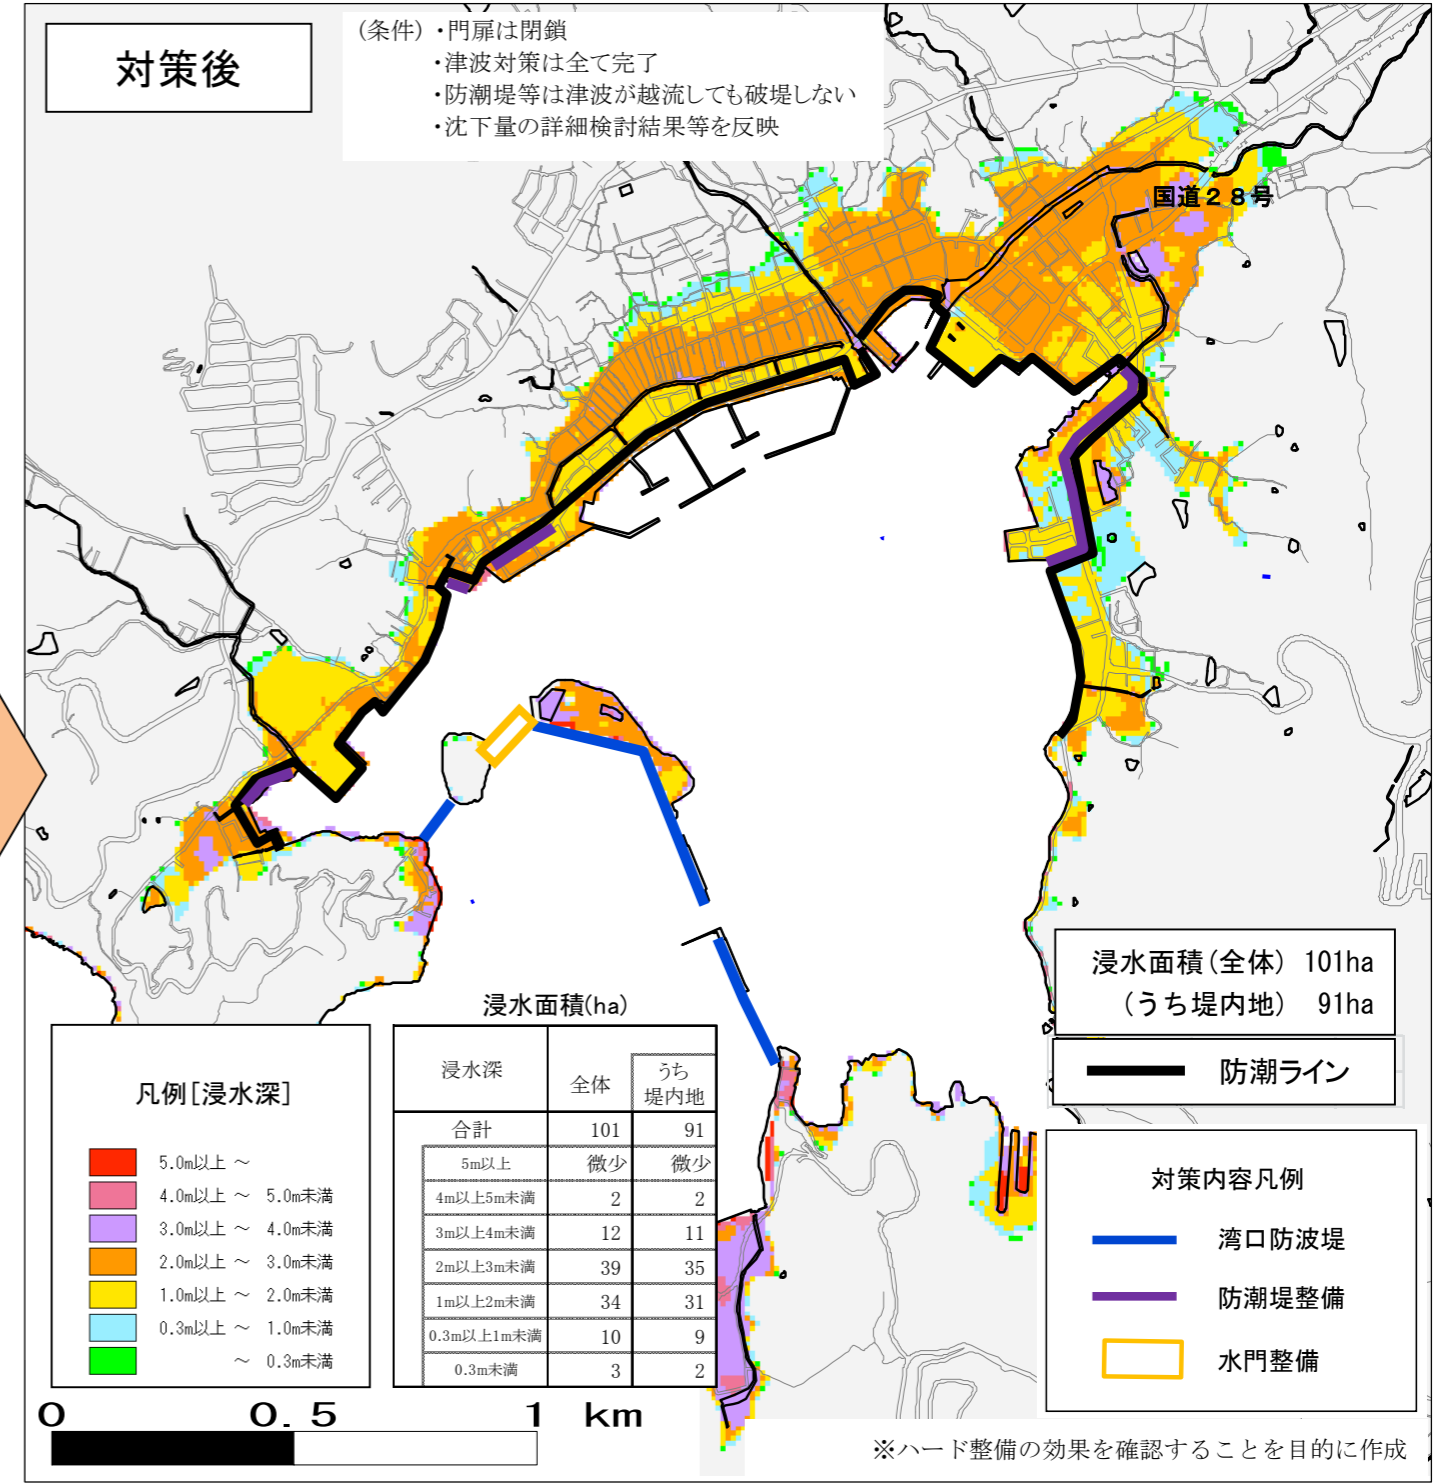 対策後
(条件)・門扉は閉鎖
・津波対策は全て完了
・防潮堤等は津波が越流しても破堤しない
・沈下量の詳細検討結果等を反映
国道28号
浸水面積(全体) 101ha
(うち堤内地) 91ha
防潮ライン
凡例[浸水深]
5.0m以上 ～
4.0m以上 ～ 5.0m未満
3.0m以上 ～ 4.0m未満
2.0m以上 ～ 3.0m未満
1.0m以上 ～ 2.0m未満
0.3m以上 ～ 1.0m未満
～ 0.3m未満
浸水面積(ha)
浸水深 全体 うち堤内地
合計 101 91
5m以上 微少 微少
4m以上5m未満 2 2
3m以上4m未満 12 11
2m以上3m未満 39 35
1m以上2m未満 34 31
0.3m以上1m未満 10 9
0.3m未満 3 2
対策内容凡例
湾口防波堤
防潮堤整備
水門整備
0 0.5 1 km
※ハード整備の効果を確認することを目的に作成